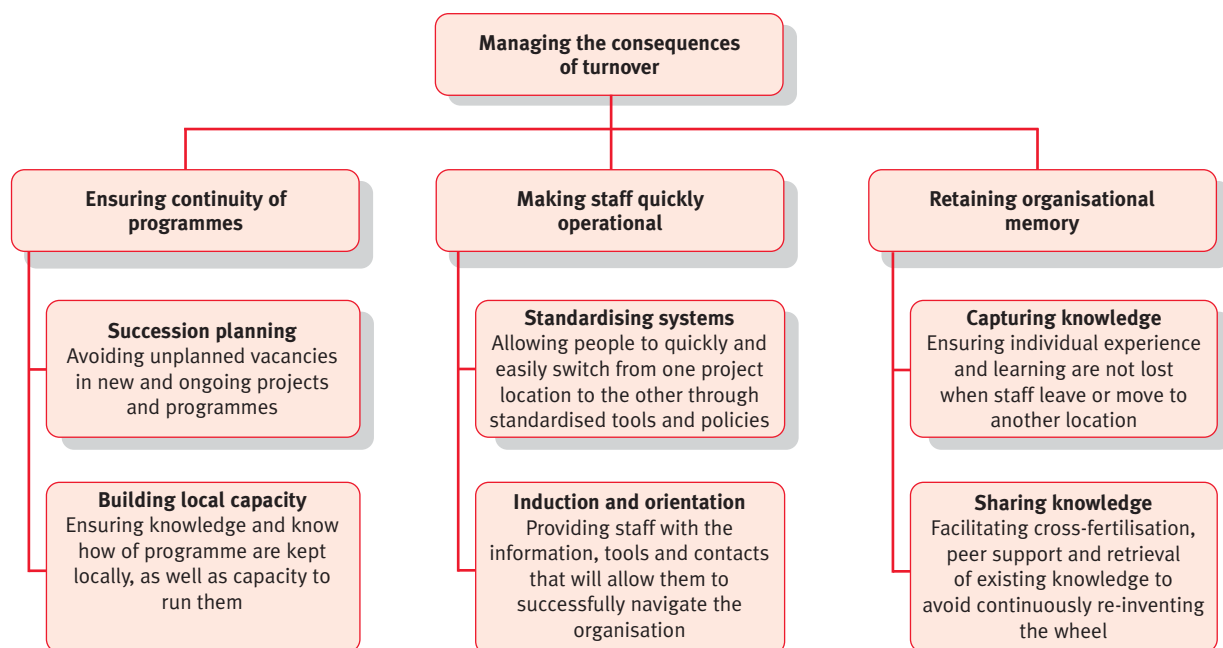 Managing the consequences
of turnover
Ensuring continuity of
programmes
Succession planning
Avoiding unplanned vacancies
in new and ongoing projects
and programmes
Building local capacity
Ensuring knowledge and know
how of programme are kept
locally, as well as capacity to
run them
Making staff quickly
operational
Standardising systems
Allowing people to quickly and
easily switch from one project
location to the other through
standardised tools and policies
Induction and orientation
Providing staff with the
information, tools and contacts
that will allow them to
successfully navigate the
organisation
Retaining organisational
memory
Capturing knowledge
Ensuring individual experience
and learning are not lost
when staff leave or move to
another location
Sharing knowledge
Facilitating cross-fertilisation,
peer support and retrieval
of existing knowledge to
avoid continuously re-inventing
the wheel